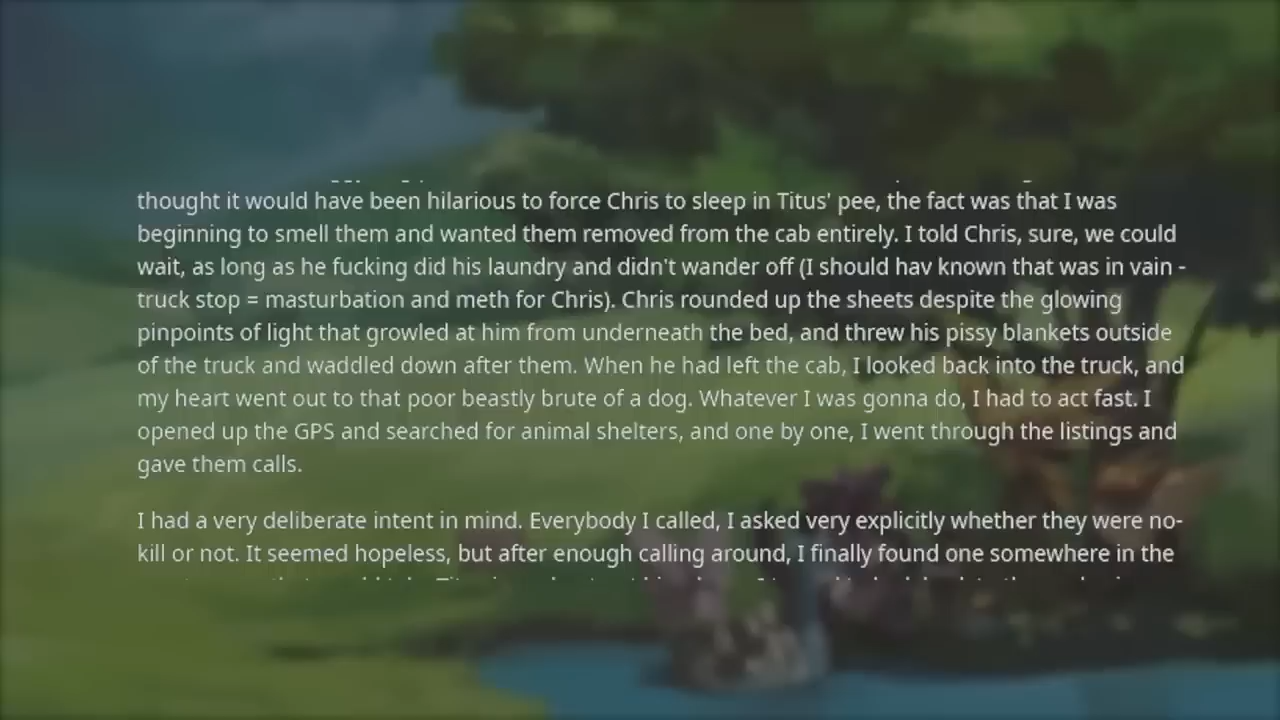 thought it would have been hilarious to force Chris to sleep in Titus' pee, the fact was that I was
beginning to smell them and wanted them removed from the cab entirely. I told Chris, sure, we could
wait, as long as he fucking did his laundry and didn't wander off (I should hav known that was in vain -
truck stop = masturbation and meth for Chris). Chris rounded up the sheets despite the glowing
pinpoints of light that growled at him from underneath the bed, and threw his pissy blankets outside
of the truck and waddled down after them. When he had left the cab, I looked back into the truck, and
my heart went out to that poor beastly brute of a dog. Whatever I was gonna do, I had to act fast. I
opened up the GPS and searched for animal shelters, and one by one, I went through the listings and
gave them calls.
I had a very deliberate intent in mind. Everybody I called, I asked very explicitly whether they were no-
kill or not. It seemed hopeless, but after enough calling around, I finally found one somewhere in the